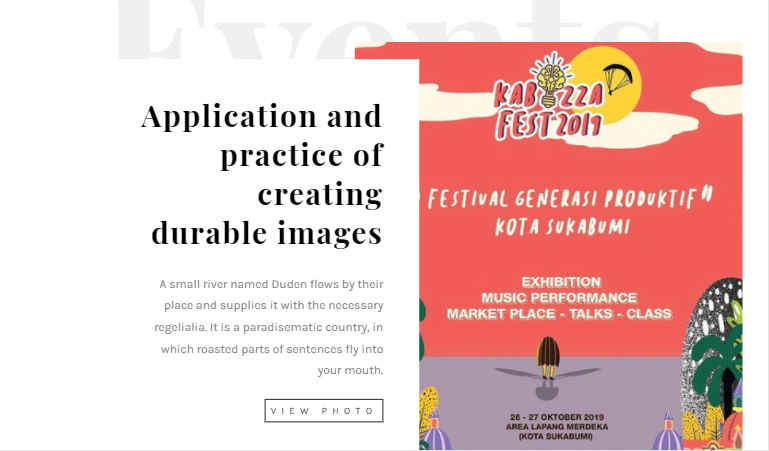 Events
Application and
practice of
creating
durable images
A small river named Duden flows by their
place and supplies it with the necessary
regelialia. It is a paradisematic country, in
which roasted parts of sentences fly into
your mouth.
VIEW PHOTO
KABIZZA
FEST 2019
FESTIVAL GENERASI PRODUKTIF"
KOTA SUKABUMI
EXHIBITION
MUSIC PERFORMANCE
MARKET PLACE - TALKS - CLASS
26 - 27 OKTOBER 2019
AREA LAPANG MERDEKA
(KOTA SUKABUMI)